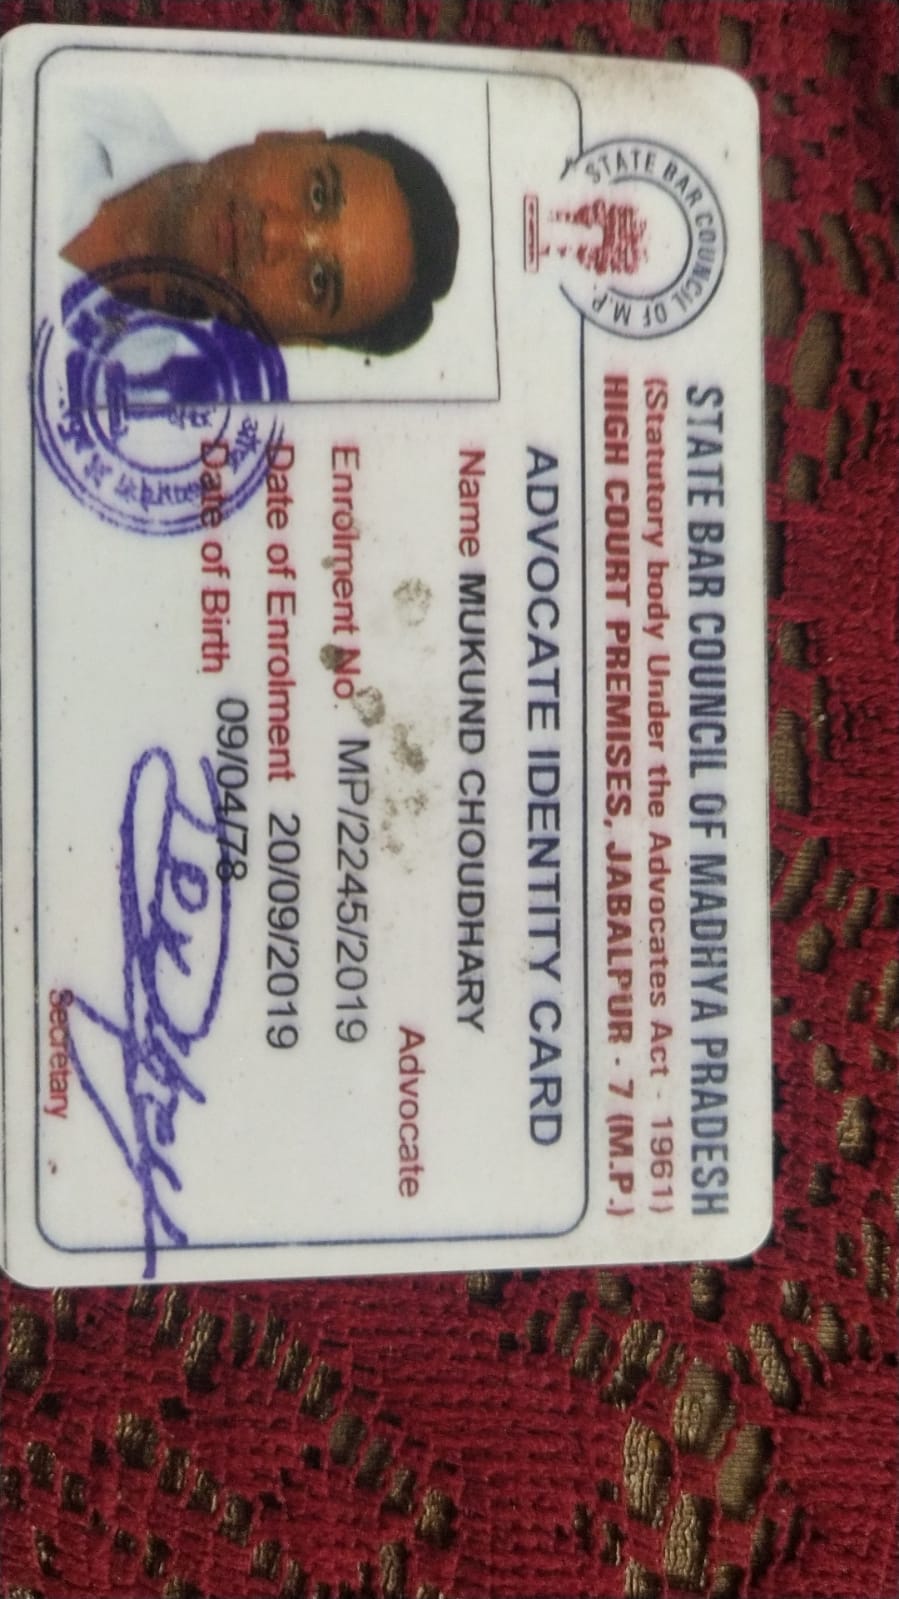 STATE BAR COUNCIL OF M.P.
STATE BAR COUNCIL OF MADHYA PRADESH
(Statutory body Under the Advocates Act - 1961)
HIGH COURT PREMISES, JABALPUR - 7 (M.P.)
ADVOCATE IDENTITY CARD
Name MUKUND CHOUDHARY
Advocate
Enrolment No. MP/2245/2019
Date of Enrolment 20/09/2019
Date of Birth 09/04/78
Secretary